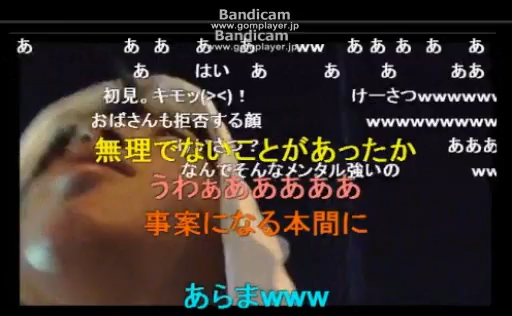 Bandicam
www.gomplayer.jp
Bandicam
www.gomplayer.jp
あ あ あ あ あ ww あ あ あ あ あ
あ はい あ あ あ ああ
初見。キモッ(><)! けーさつwwwwww
おばさんも拒否する顔 wwwwwwwww
無理でないことがあったか あああ
なんでそんなメンタル強いの ww
うわぁああああああ
事案になる本間に
あらまwww